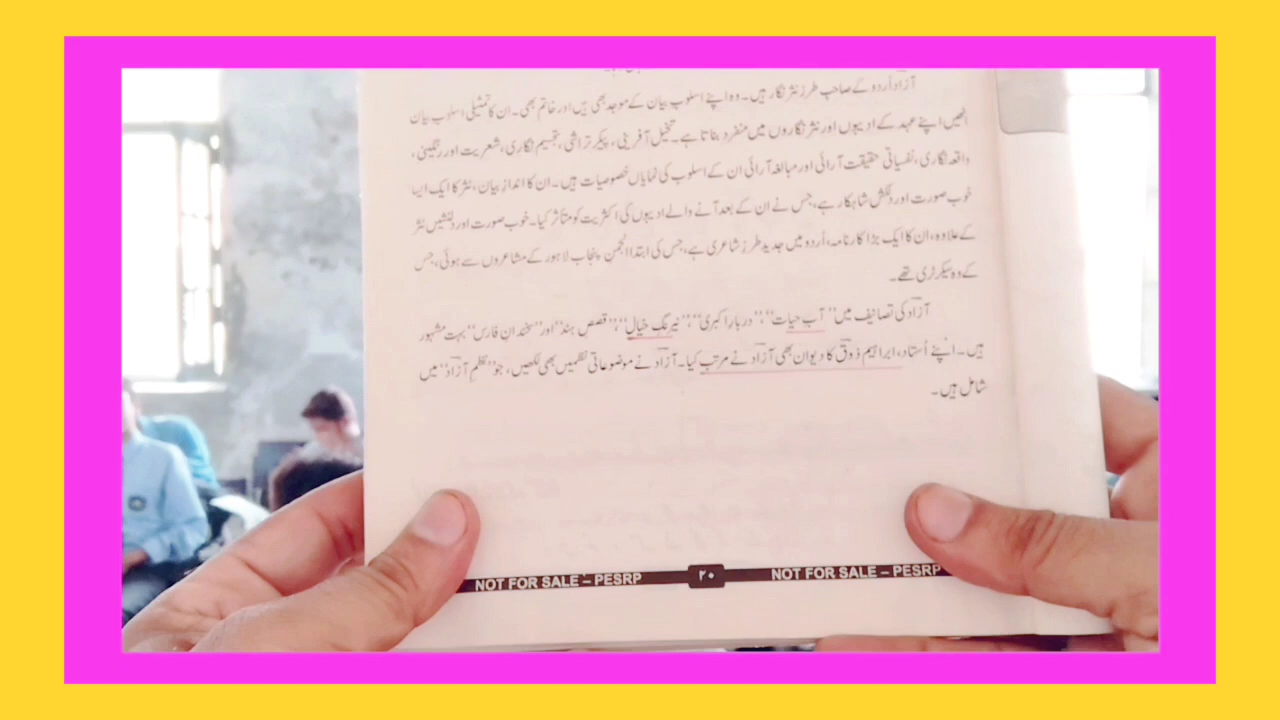 آزاد اُردو کے صاحبِ طرز نثر نگار ہیں۔ وہ اپنے اسلوب بیان کے موجد بھی ہیں اور خاتم بھی۔ ان کا تمثیلی اسلوب بیان
انھیں اپنے عہد کے ادیبوں اور نثر نگاروں میں منفرد بناتا ہے۔ تخیل آفرینی، پیکر تراشی، تجسیم نگاری، شعریت اور رنگینی،
واقعہ نگاری، نفسیاتی حقیقت آرائی اور مبالغہ آرائی ان کے اسلوب کی نمایاں خصوصیات ہیں۔ ان کا اندازِ بیان، نثر کا ایک ایسا
خوب صورت اور دلکش شاہکار ہے، جس نے ان کے بعد آنے والے ادیبوں کی اکثریت کو متاثر کیا۔ خوب صورت اور دلنشیں نثر
کے علاوہ، ان کا ایک بڑا کارنامہ، اُردو میں جدید طرزِ شاعری ہے، جس کی ابتدا انجمنِ پنجاب لاہور کے مشاعروں سے ہوئی، جس
کے وہ سیکرٹری تھے۔
آزاد کی تصانیف میں ”آبِ حیات“، ”دربارِ اکبری“، ”نیرنگِ خیال“، ”قصصِ ہند“ اور ”سخندانِ فارس“ بہت مشہور
ہیں۔ اپنے اُستاد، ابراہیم ذوق کا دیوان بھی آزاد نے مرتب کیا۔ آزاد نے موضوعاتی نظمیں بھی لکھیں، جو ”نظمِ آزاد“ میں
شامل ہیں۔
NOT FOR SALE – PESRP ۲۰ NOT FOR SALE – PESRP